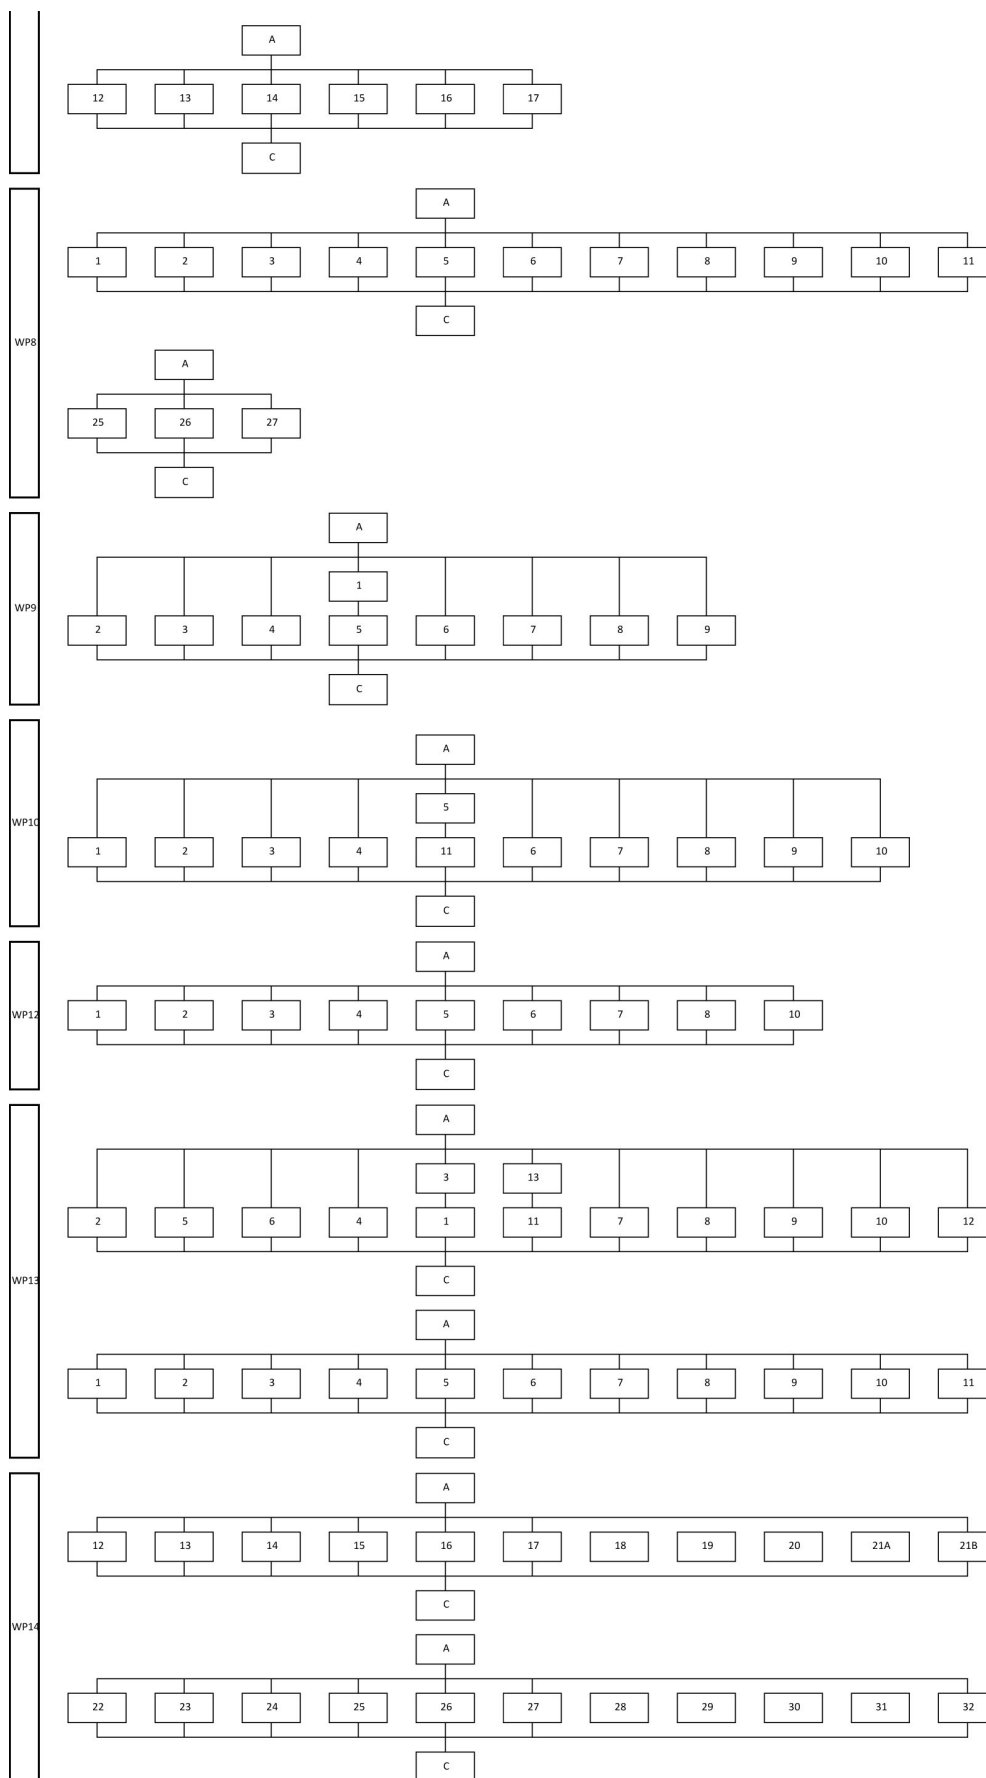 A
12 13 14 15 16 17
C
WP8
A
1 2 3 4 5 6 7 8 9 10 11
C
A
25 26 27
C
WP9
A
1
2 3 4 5 6 7 8 9
C
WP10
A
5
1 2 3 4 11 6 7 8 9 10
C
WP12
A
1 2 3 4 5 6 7 8 10
C
WP13
A
3 13
2 5 6 4 1 11 7 8 9 10 12
C
A
1 2 3 4 5 6 7 8 9 10 11
C
WP14
A
12 13 14 15 16 17 18 19 20 21A 21B
C
A
22 23 24 25 26 27 28 29 30 31 32
C